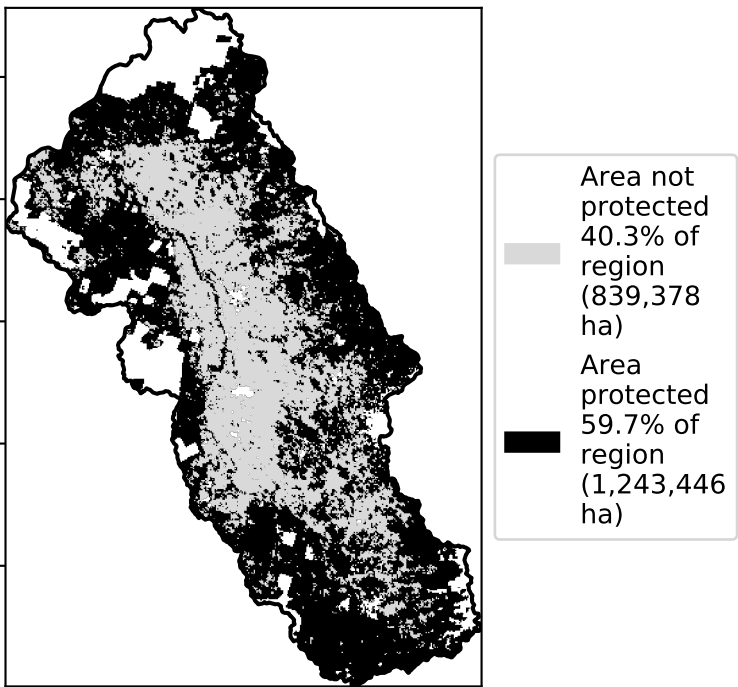 Area not
protected
40.3% of
region
(839,378
ha)
Area
protected
59.7% of
region
(1,243,446
ha)